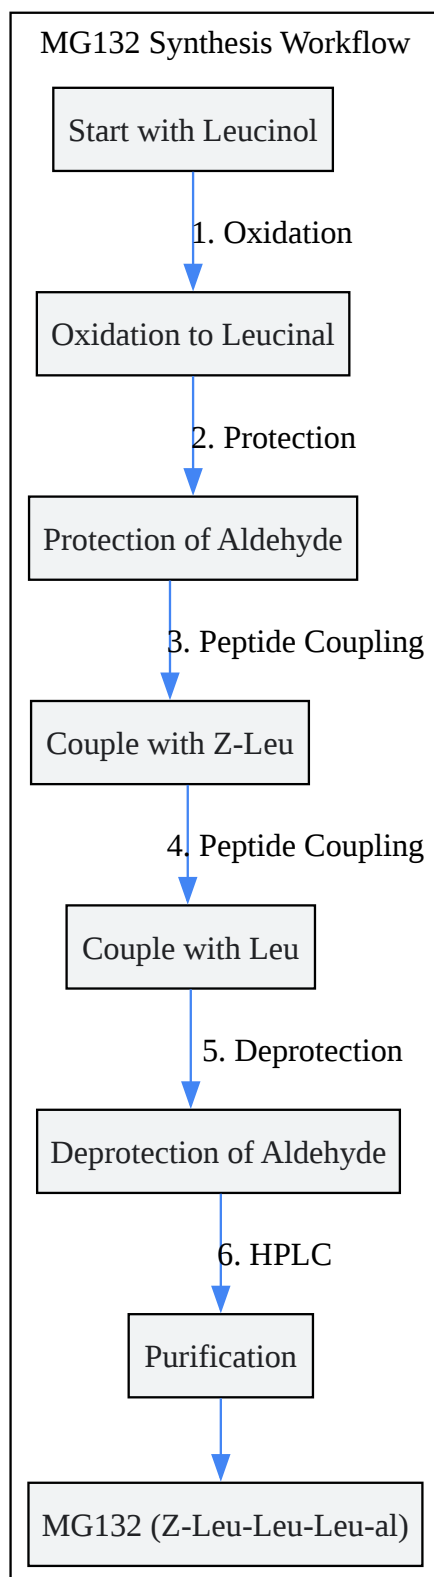 MG132 Synthesis Workflow
Start with Leucinol
1. Oxidation
Oxidation to Leucinal
2. Protection
Protection of Aldehyde
3. Peptide Coupling
Couple with Z-Leu
4. Peptide Coupling
Couple with Leu
5. Deprotection
Deprotection of Aldehyde
6. HPLC
Purification
MG132 (Z-Leu-Leu-Leu-al)